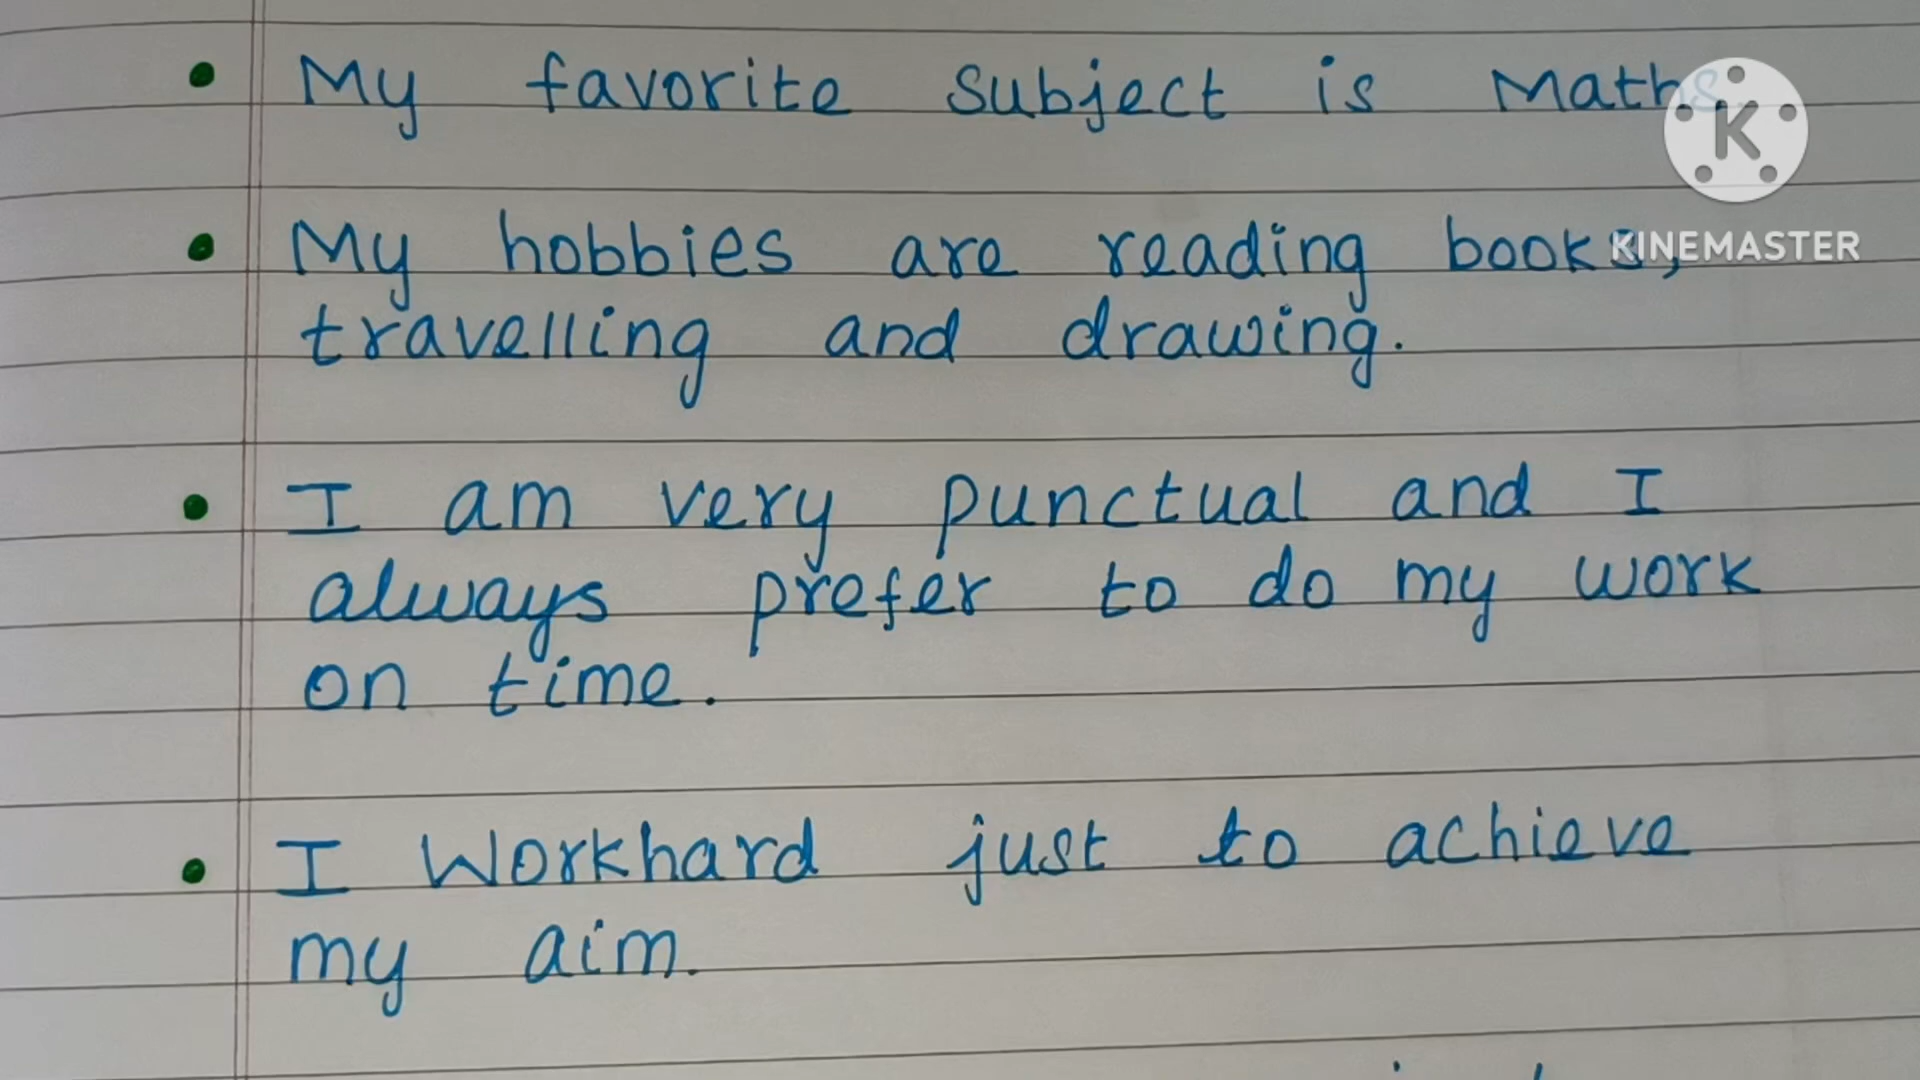 • My favorite subject is Maths.
K
• My hobbies are reading books,
KINEMASTER
travelling and drawing.
• I am very punctual and I
always prefer to do my work
on time.
• I Workhard just to achieve
my aim.